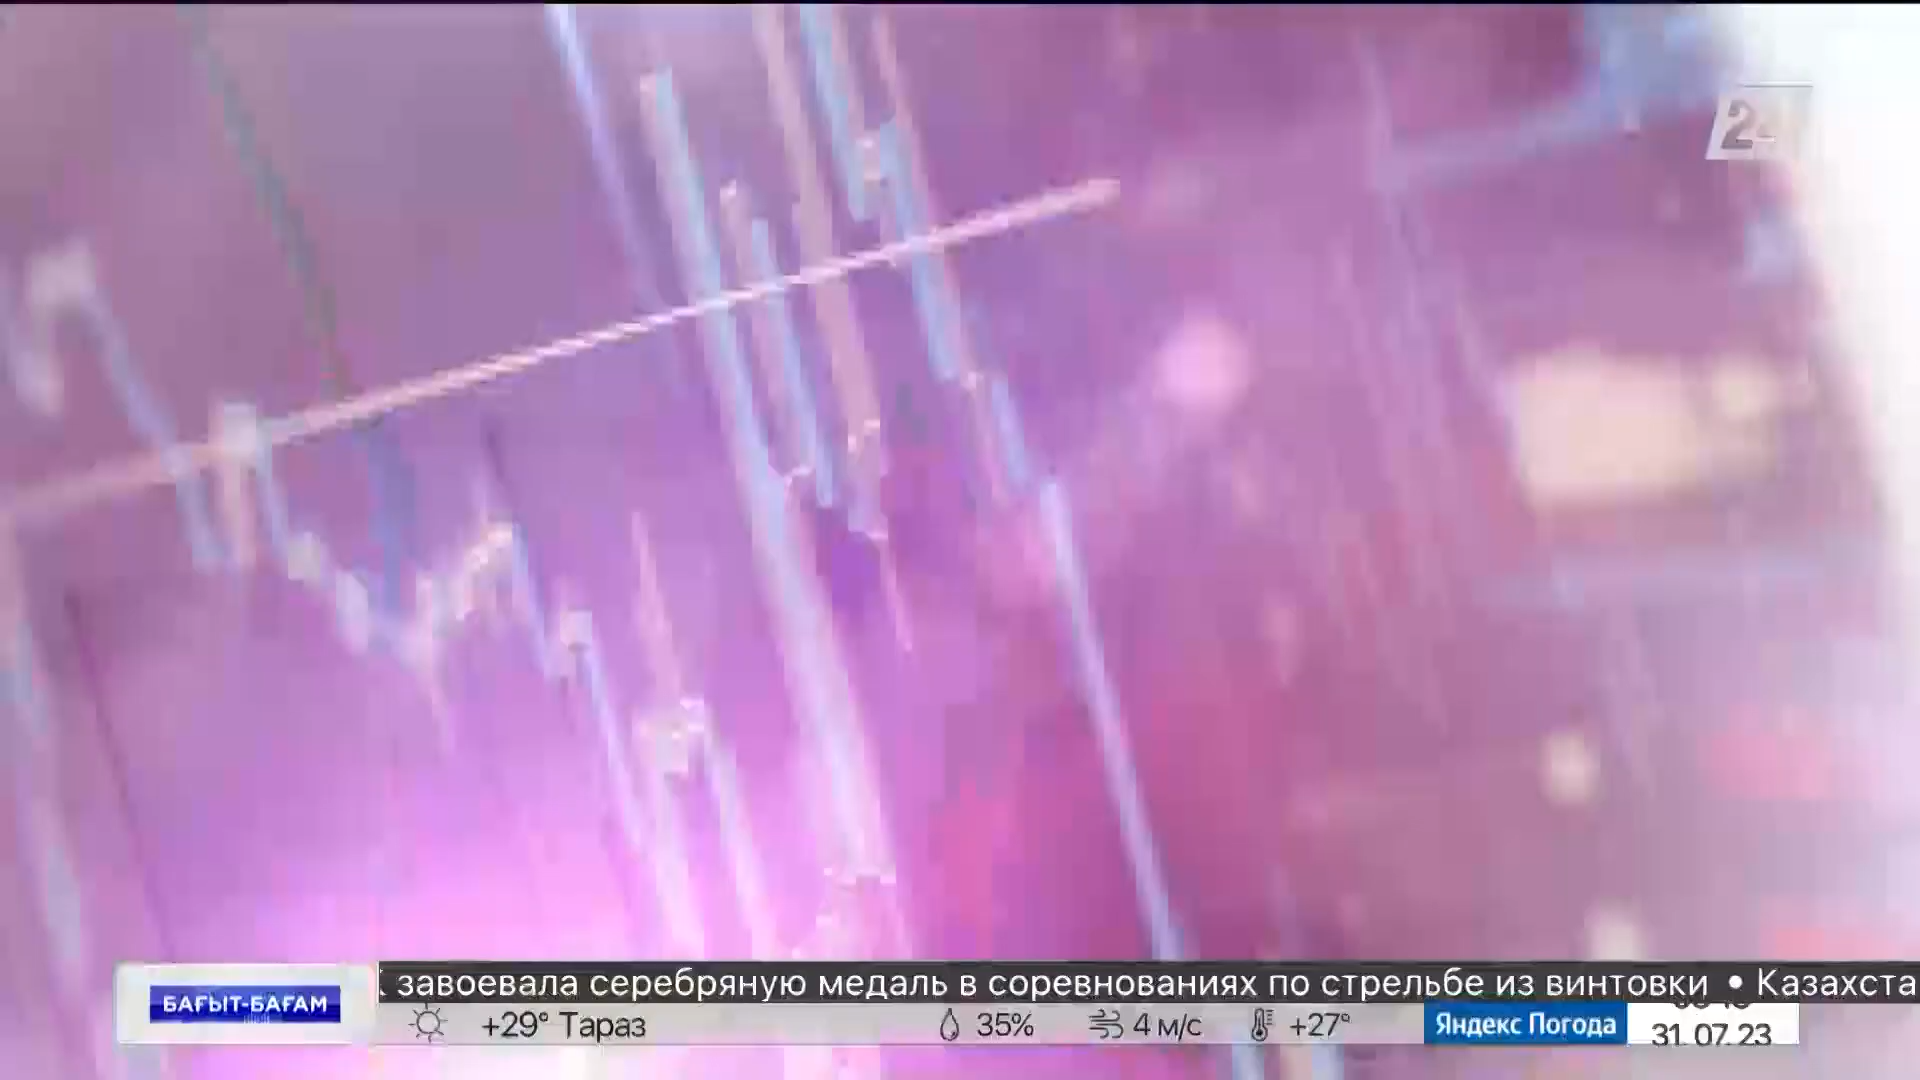 24
БАҒЫТ-БАҒАМ
завоевала серебряную медаль в соревнованиях по стрельбе из винтовки • Казахста
+29° Тараз 35% 4 м/с +27° Яндекс Погода
31.07.23